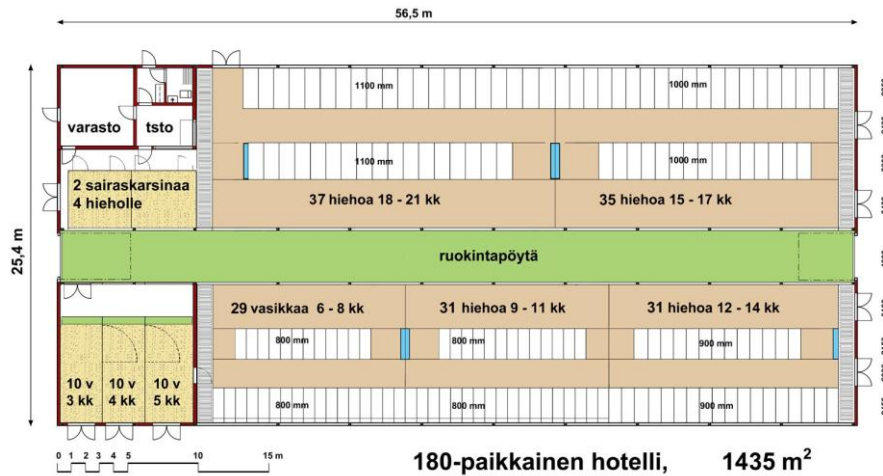 56,5 m
1100 mm
1000 mm
varasto
tsto
1100 mm
1000 mm
2 sairaskarsinaa
4 hieholle
37 hiehoa 18 - 21 kk
35 hiehoa 15 - 17 kk
25,4 m
ruokintapöytä
29 vasikkaa 6 - 8 kk
31 hiehoa 9 - 11 kk
31 hiehoa 12 - 14 kk
800 mm
800 mm
900 mm
10 v
3 kk
10 v
4 kk
10 v
5 kk
800 mm
800 mm
900 mm
0 1 2 3 4 5 10 15 m
180-paikkainen hotelli, 1435 m²